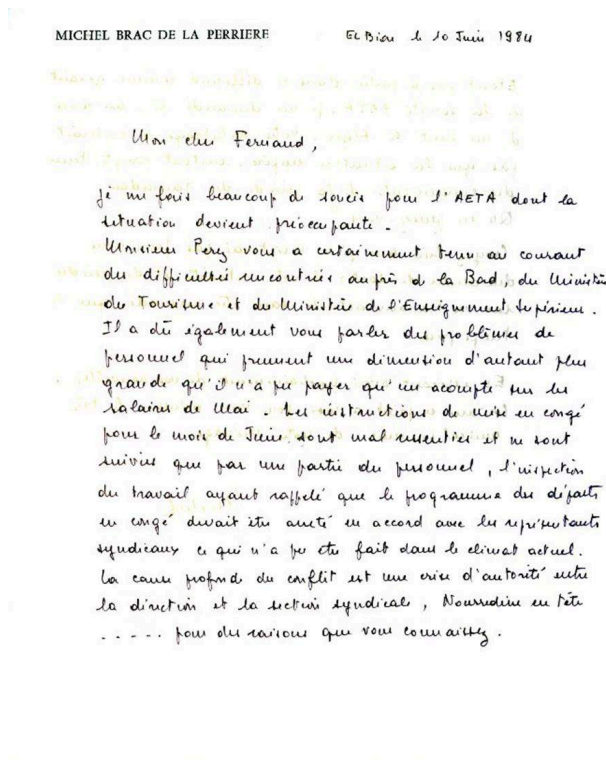 MICHEL BRAC DE LA PERRIERE
El Biar le 10 Juin 1984
Mon cher Fernand,
je me fais beaucoup de soucis pour l'AETA dont la
situation devient préoccupante.
Monsieur Perez vous a certainement tenu au courant
des difficultés rencontrées auprès de la Bad, du Ministère
du Tourisme et du Ministère de l'Enseignement Supérieur.
Il a dû également vous parler des problèmes de
personnel qui prennent une dimension d'autant plus
grande qu'il n'a pu payer qu'un acompte sur les
salaires de Mai. Les instructions de mise en congé
pour le mois de Juin sont mal ressenties et ne sont
suivies que par une partie du personnel, l'inspection
du travail ayant rappelé que le programme des départs
en congé devait être arrêté en accord avec les représentants
syndicaux ce qui n'a pu être fait dans le climat actuel.
La cause profonde du conflit est une crise d'autorité entre
la direction et la section syndicale, Nourredine en tête
..... pour des raisons que vous connaissez.